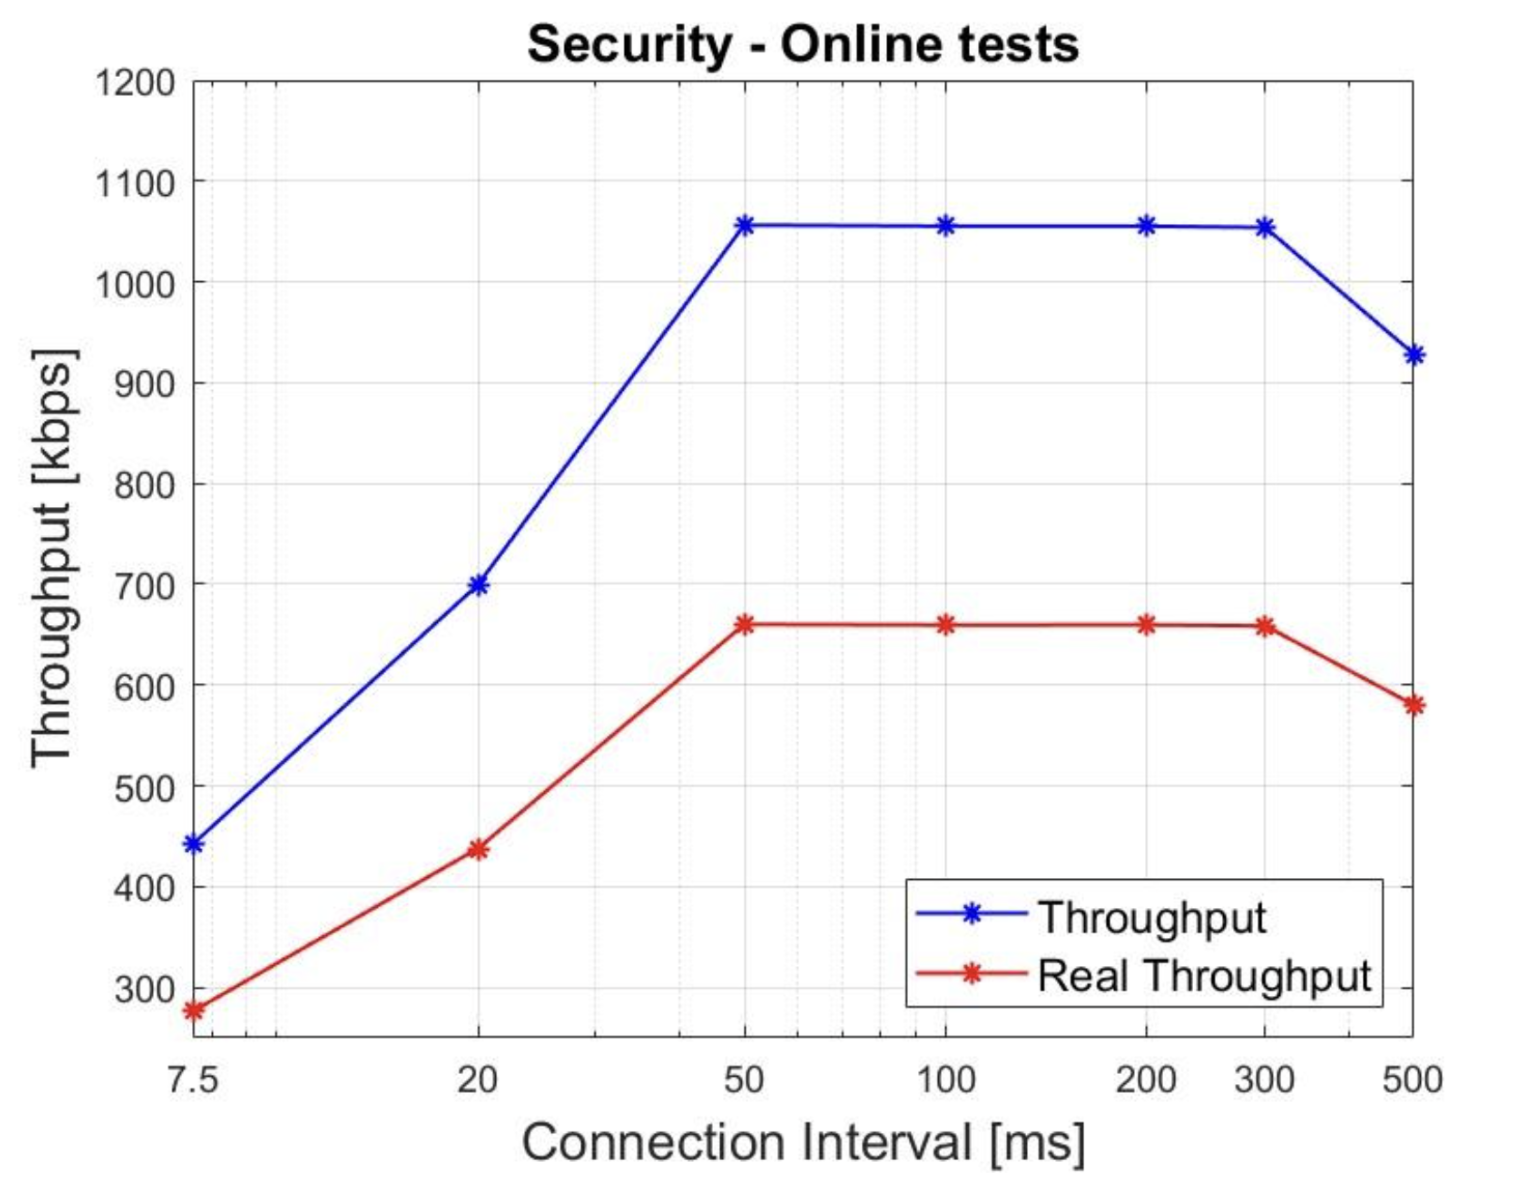 Security - Online tests
1200
1100
1000
900
800
700
600
500
400
300
Throughput [kbps]
7.5 20 50 100 200 300 500
Connection Interval [ms]
Throughput
Real Throughput